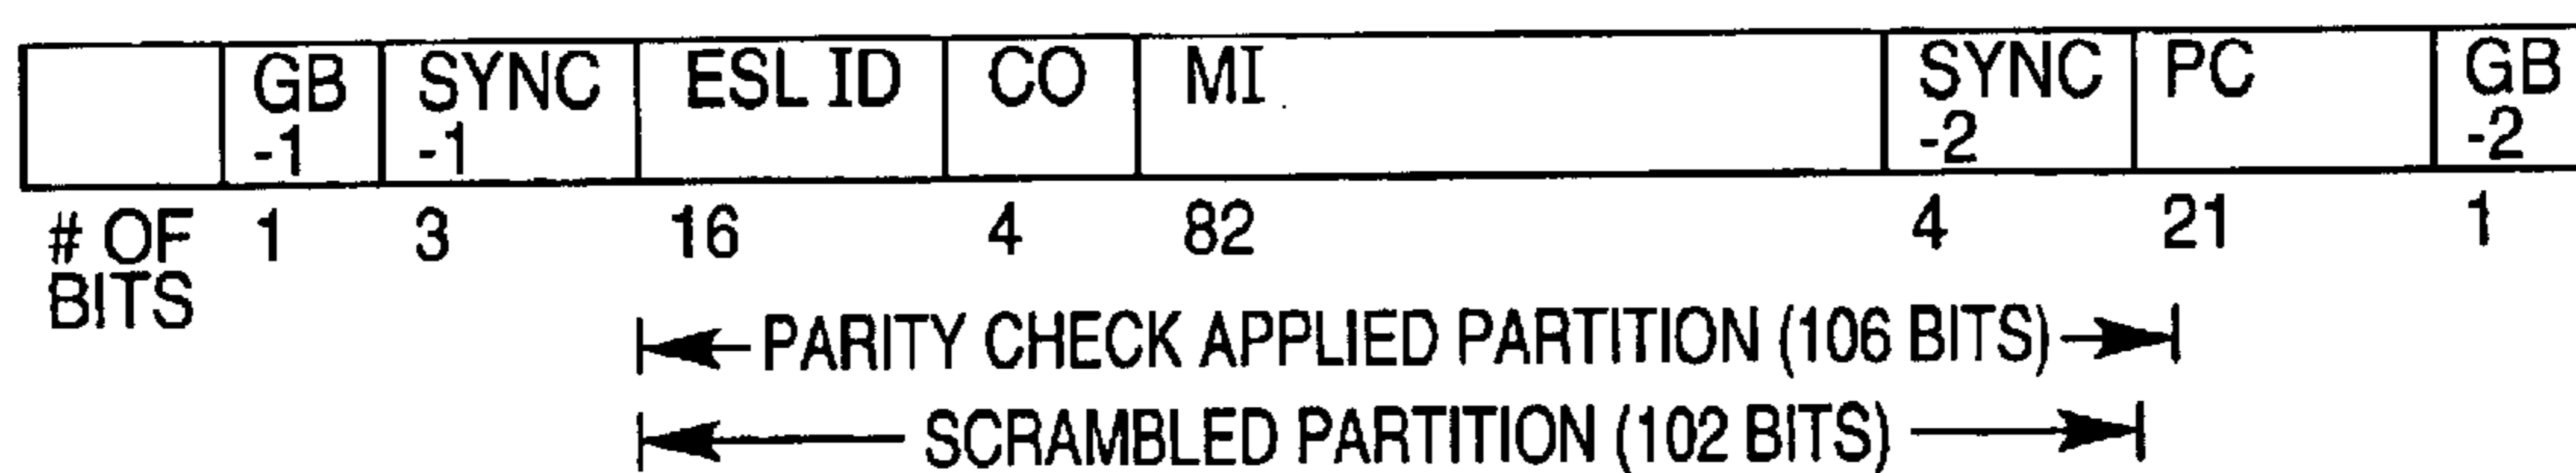 GB SYNC ESL ID CO MI SYNC PC GB
-1 -1 -2 -2
# OF BITS 1 3 16 4 82 4 21 1
PARITY CHECK APPLIED PARTITION (106 BITS)
SCRAMBLED PARTITION (102 BITS)